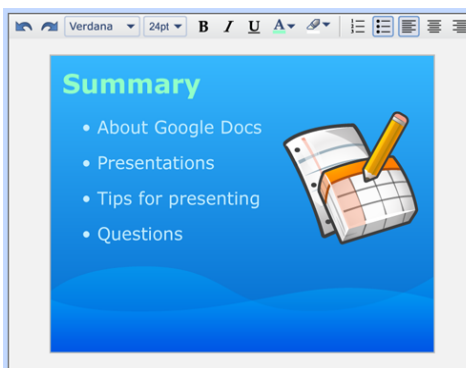 Verdana 24pt B I U A
Summary
• About Google Docs
• Presentations
• Tips for presenting
• Questions